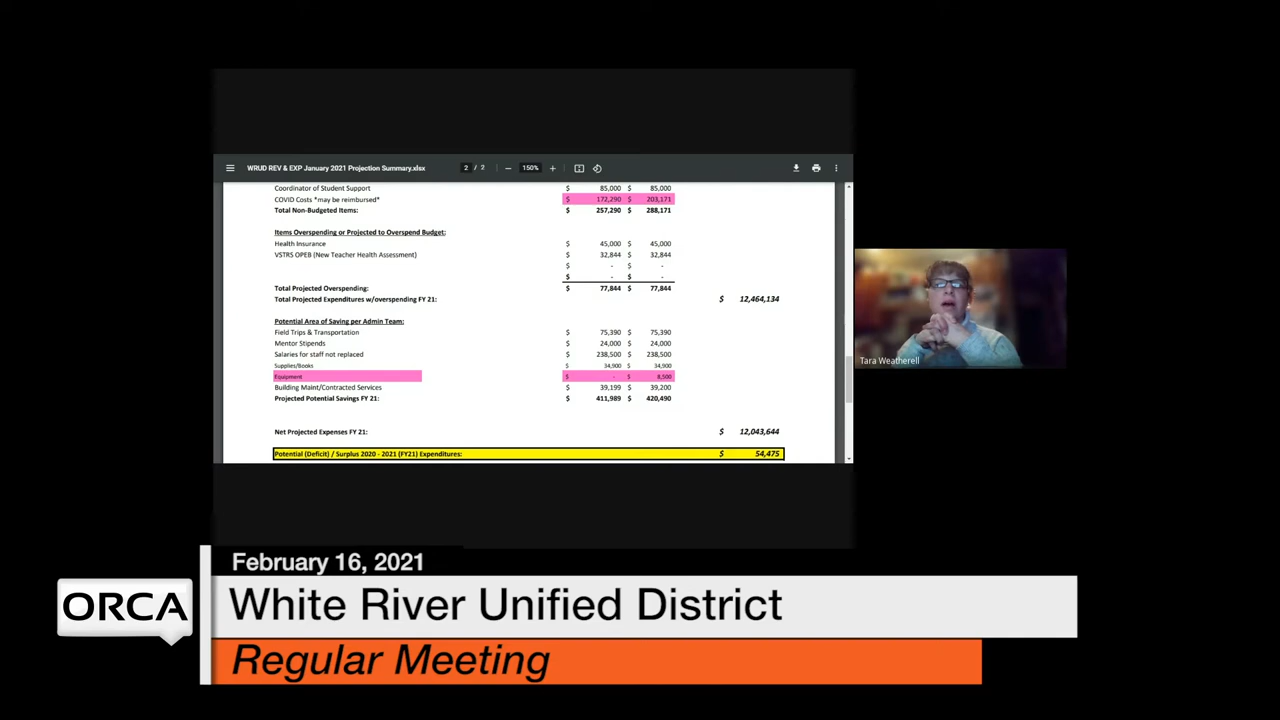 WRUD REV & EXP January 2021 Projection Summary.xlsx 2 / 2 150%
Coordinator of Student Support $ 85,000 $ 85,000
COVID Costs *may be reimbursed* $ 172,290 $ 203,171
Total Non-Budgeted Items: $ 257,290 $ 288,171
Items Overspending or Projected to Overspend Budget:
Health Insurance $ 45,000 $ 45,000
VSTRS OPEB (New Teacher Health Assessment) $ 32,844 $ 32,844
$ - $ -
$ - $ -
Total Projected Overspending: $ 77,844 $ 77,844
Total Projected Expenditures w/overspending FY 21: $ 12,464,134
Potential Area of Saving per Admin Team:
Field Trips & Transportation $ 75,390 $ 75,390
Mentor Stipends $ 24,000 $ 24,000
Salaries for staff not replaced $ 238,500 $ 238,500
Supplies/Books $ 34,900 $ 34,900
Equipment $ - $ 8,500
Building Maint/Contracted Services $ 39,199 $ 39,200
Projected Potential Savings FY 21: $ 411,989 $ 420,490
Net Projected Expenses FY 21: $ 12,043,644
Potential (Deficit) / Surplus 2020 - 2021 (FY21) Expenditures: $ 54,475
Tara Weatherell
February 16, 2021
ORCA White River Unified District
Regular Meeting